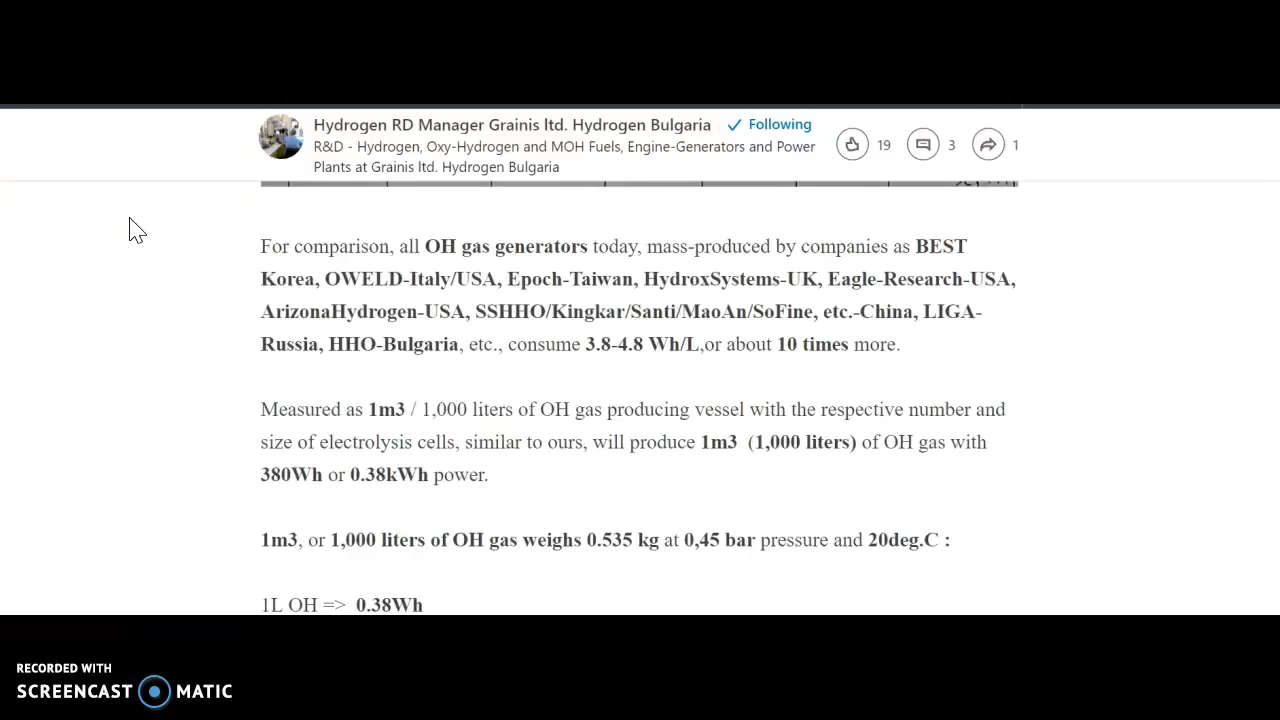 Hydrogen RD Manager Grainis ltd. Hydrogen Bulgaria ✓ Following
R&D - Hydrogen, Oxy-Hydrogen and MOH Fuels, Engine-Generators and Power
Plants at Grainis ltd. Hydrogen Bulgaria
19
3
1
For comparison, all OH gas generators today, mass-produced by companies as BEST
Korea, OWELD-Italy/USA, Epoch-Taiwan, HydroxSystems-UK, Eagle-Research-USA,
ArizonaHydrogen-USA, SSHHO/Kingkar/Santi/MaoAn/SoFine, etc.-China, LIGA-
Russia, HHO-Bulgaria, etc., consume 3.8-4.8 Wh/L,or about 10 times more.
Measured as 1m3 / 1,000 liters of OH gas producing vessel with the respective number and
size of electrolysis cells, similar to ours, will produce 1m3 (1,000 liters) of OH gas with
380Wh or 0.38kWh power.
1m3, or 1,000 liters of OH gas weighs 0.535 kg at 0,45 bar pressure and 20deg.C :
1L OH => 0.38Wh
RECORDED WITH
SCREENCAST MATIC